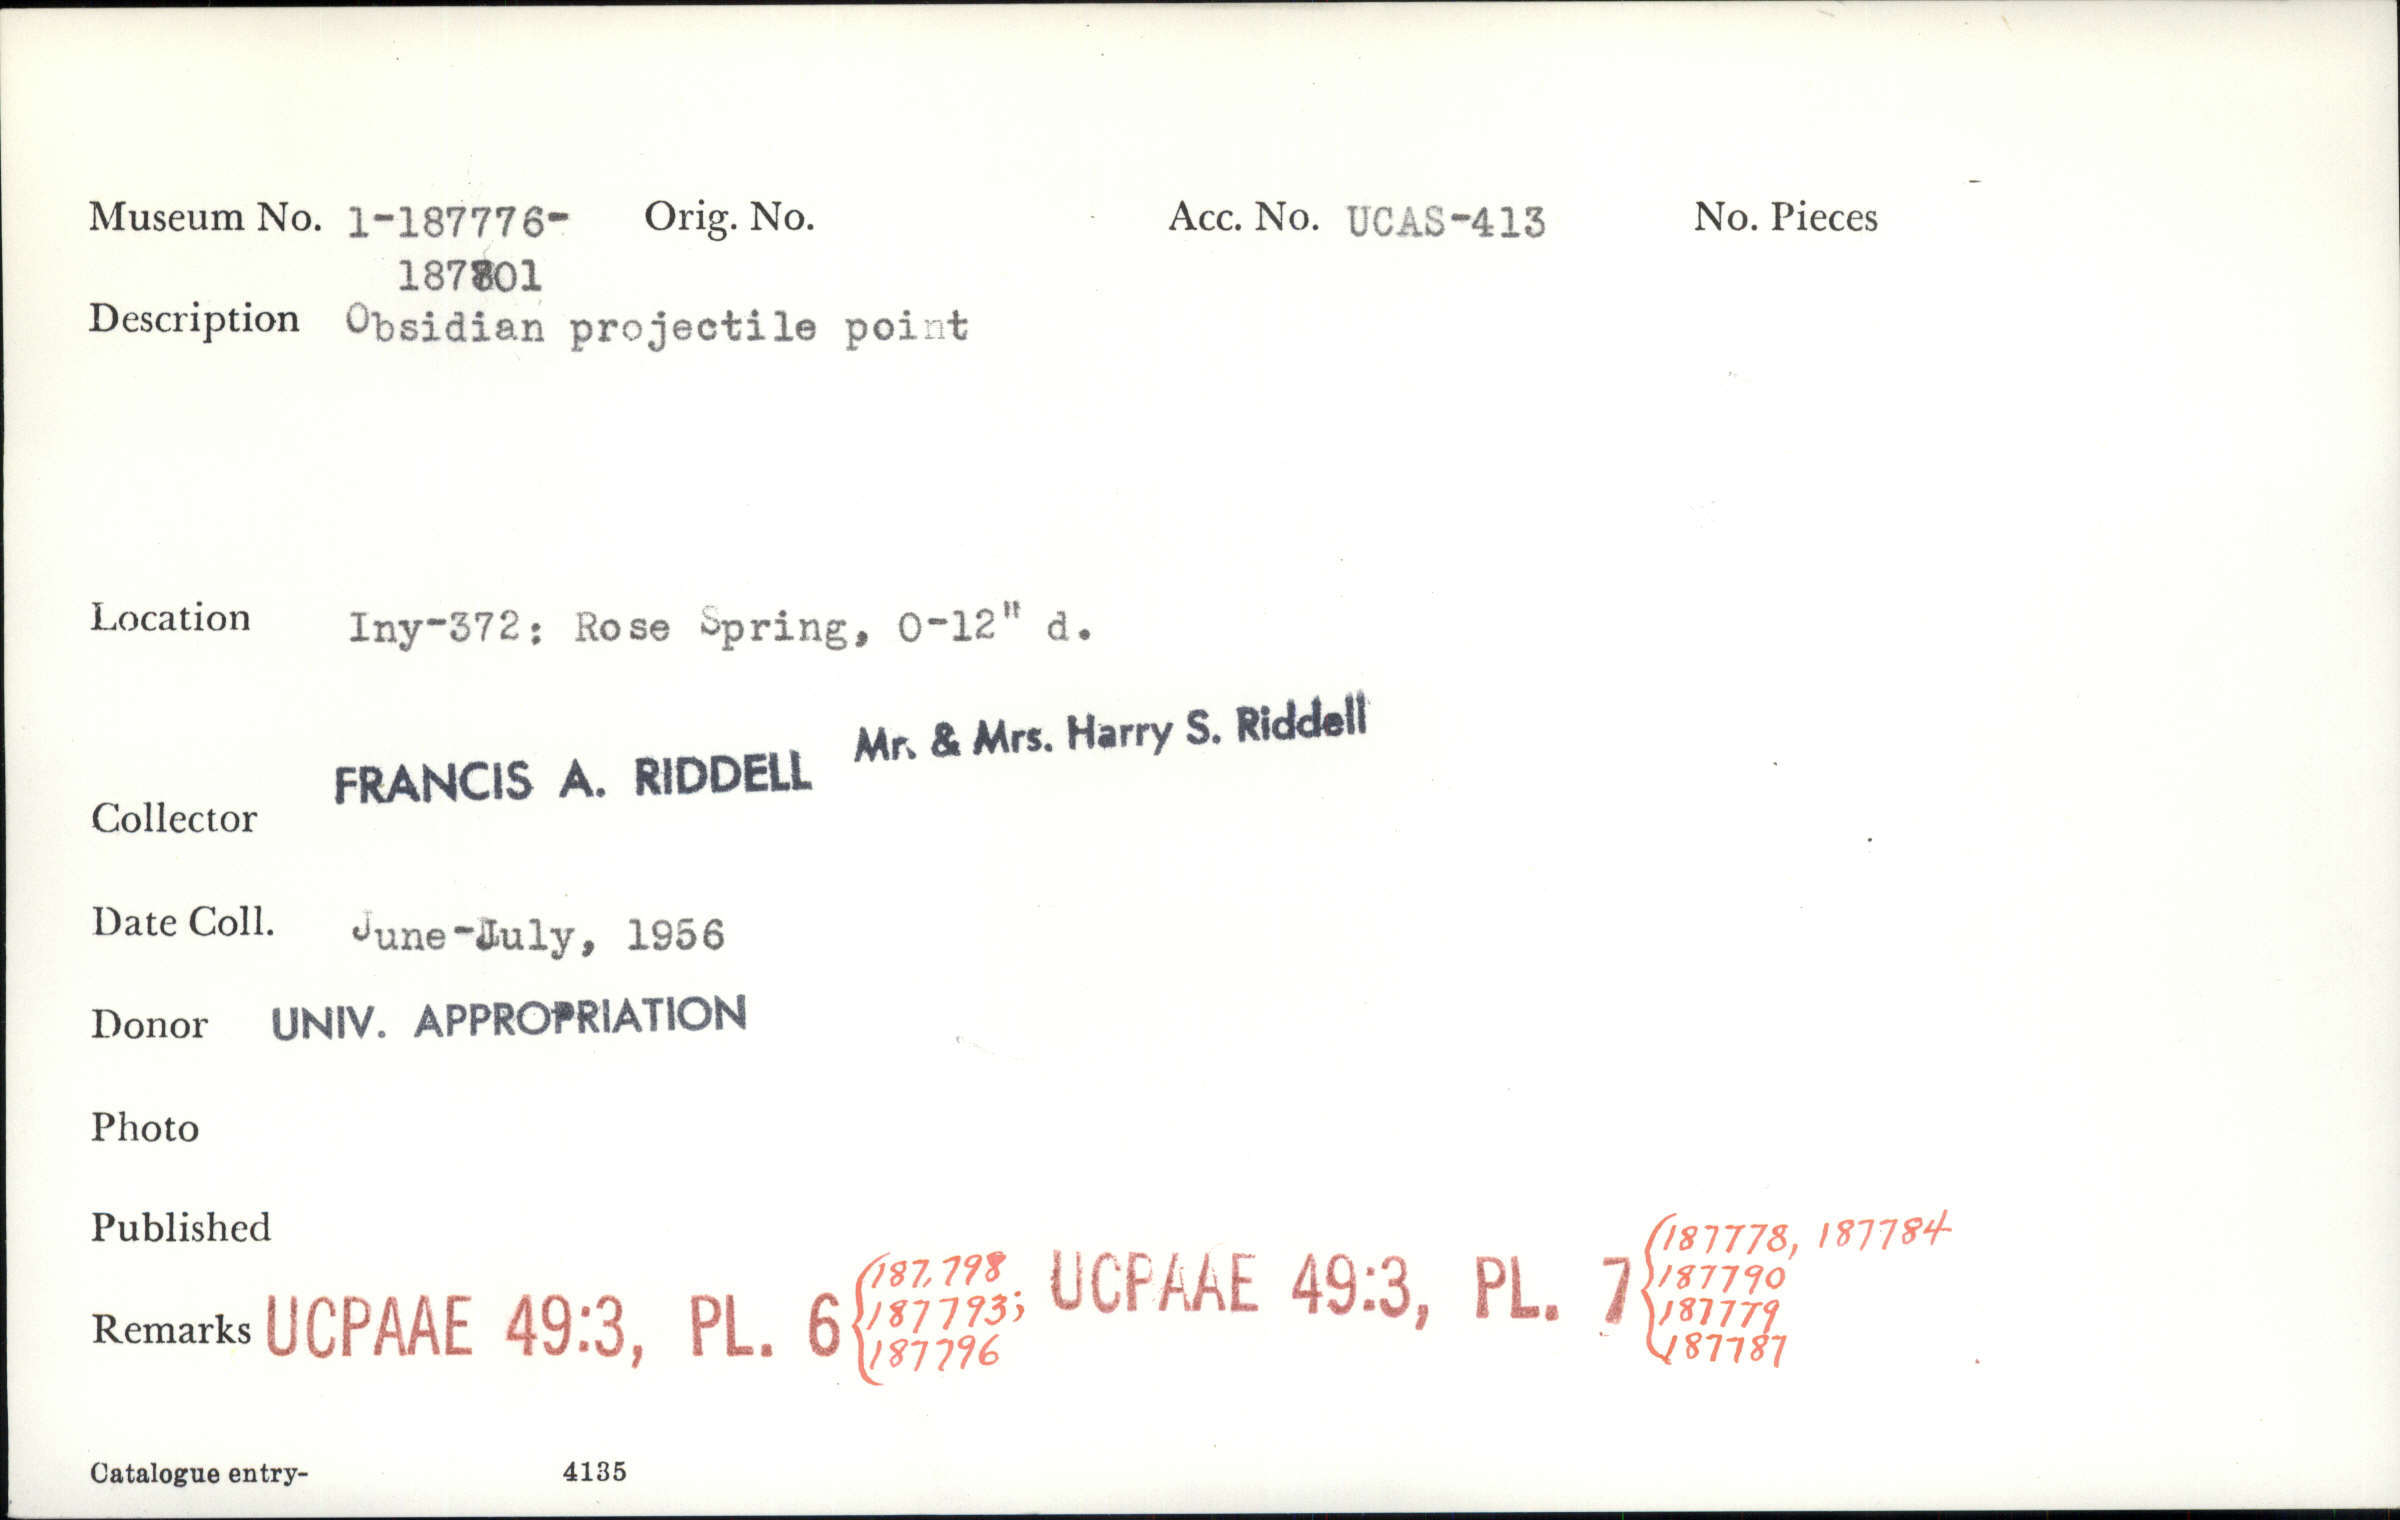 Museum No. 1-187776- Orig. No. Acc. No. UCAS-413 No. Pieces
187801
Description Obsidian projectile point
Location Iny-372: Rose Spring, 0-12" d.
FRANCIS A. RIDDELL Mr. & Mrs. Harry S. Riddell
Collector
Date Coll. June-July, 1956
Donor UNIV. APPROPRIATION
Photo
Published
Remarks UCPAAE 49:3, PL. 6 187,798
187793;
187796
UCPAAE 49:3, PL. 7 187778, 187784
187790
187779
187787
Catalogue entry- 4135